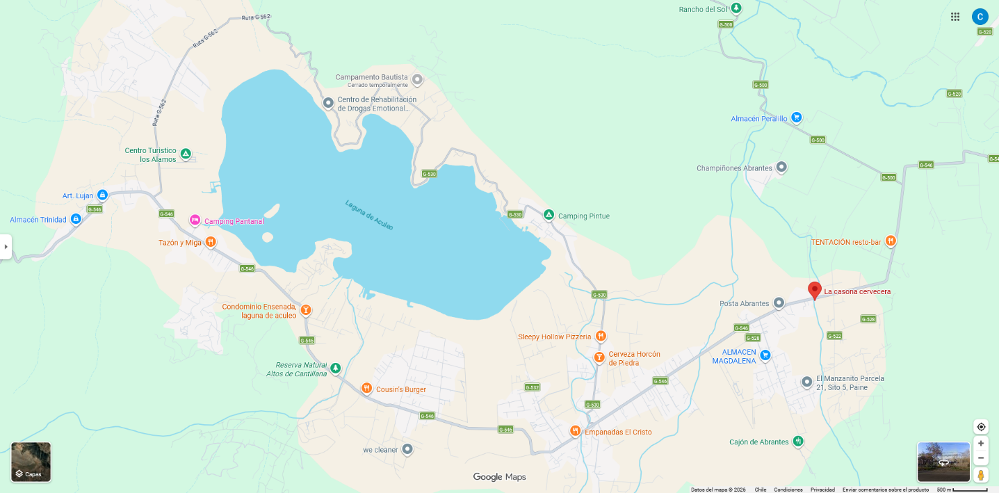 Ruta G-562
Rancho del Sol
C
G-500
G-520
Ruta G-562
Campamento Bautista
Cerrado temporalmente
G-500
G-520
Centro de Rehabilitación
de Drogas Emotional...
Ruta G-562
Almacén Peralillo
G-500
Centro Turistico
los Alamos
G-546
G-54
Champiñones Abrantes
G-530
G-500
Art. Lujan
G-546
Laguna de Aculeo
G-546
G-530
Camping Pintue
Almacén Trinidad
Camping Pantanal
Tazón y Miga
TENTACIÓN resto-bar
G-546
La casona cervecera
G-530
Posta Abrantes
Condominio Ensenada,
laguna de aculeo
G-528
G-546
G-528
G-522
Sleepy Hollow Pizzeria
G-546
Cerveza Horcón
de Piedra
ALMACEN
MAGDALENA
Reserva Natural
Altos de Cantillana
G-546
El Manzanito Parcela
21, Sito 5, Paine
Cousin's Burger
G-532
G-530
G-546
G-546
Empanadas El Cristo
Cajón de Abrantes
we cleaner
Capas
Google Maps
Datos del mapa © 2026 Chile Condiciones Privacidad Enviar comentarios sobre el producto 500 m